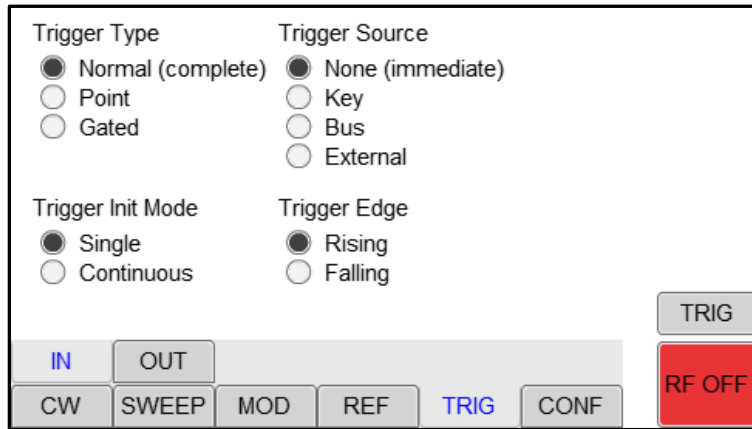 Trigger Type
Normal (complete)
Point
Gated
Trigger Source
None (immediate)
Key
Bus
External
Trigger Init Mode
Single
Continuous
Trigger Edge
Rising
Falling
TRIG
RF OFF
IN OUT
CW SWEEP MOD REF TRIG CONF